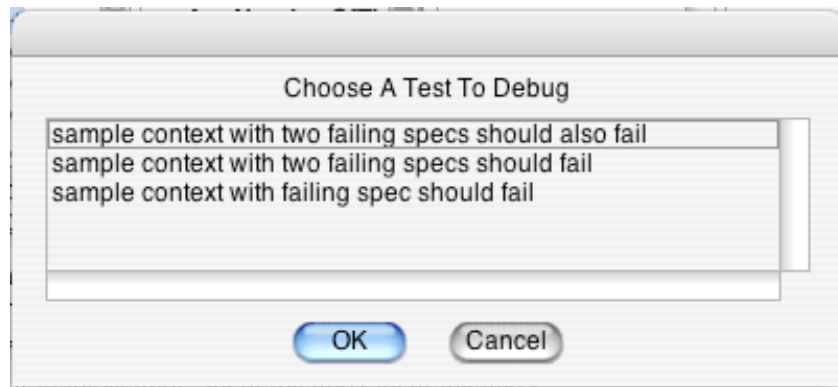 Choose A Test To Debug
sample context with two failing specs should also fail
sample context with two failing specs should fail
sample context with failing spec should fail
OK Cancel